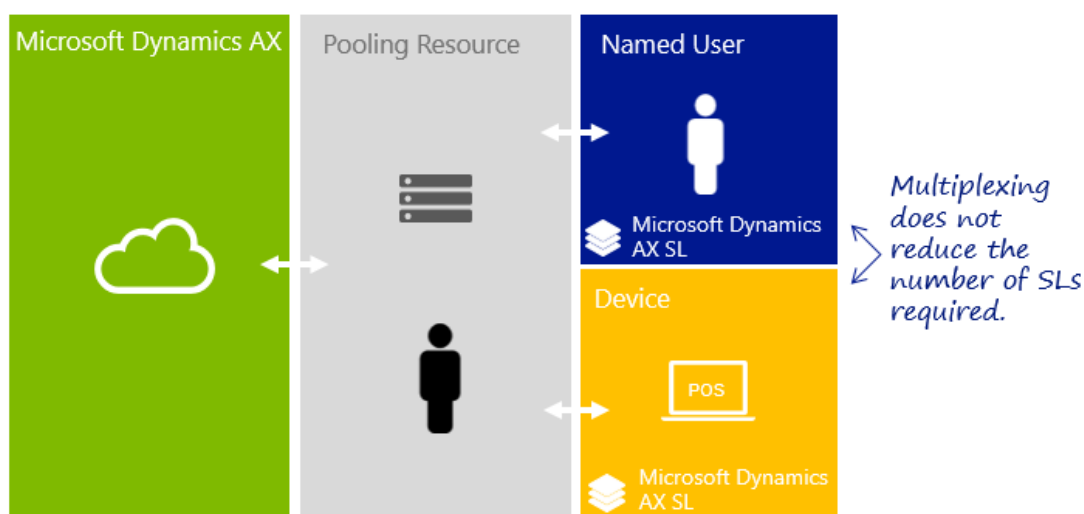 Microsoft Dynamics AX
Pooling Resource
Named User
Microsoft Dynamics
AX SL
Device
POS
Microsoft Dynamics
AX SL
Multiplexing
does not
reduce the
number of SLs
required.